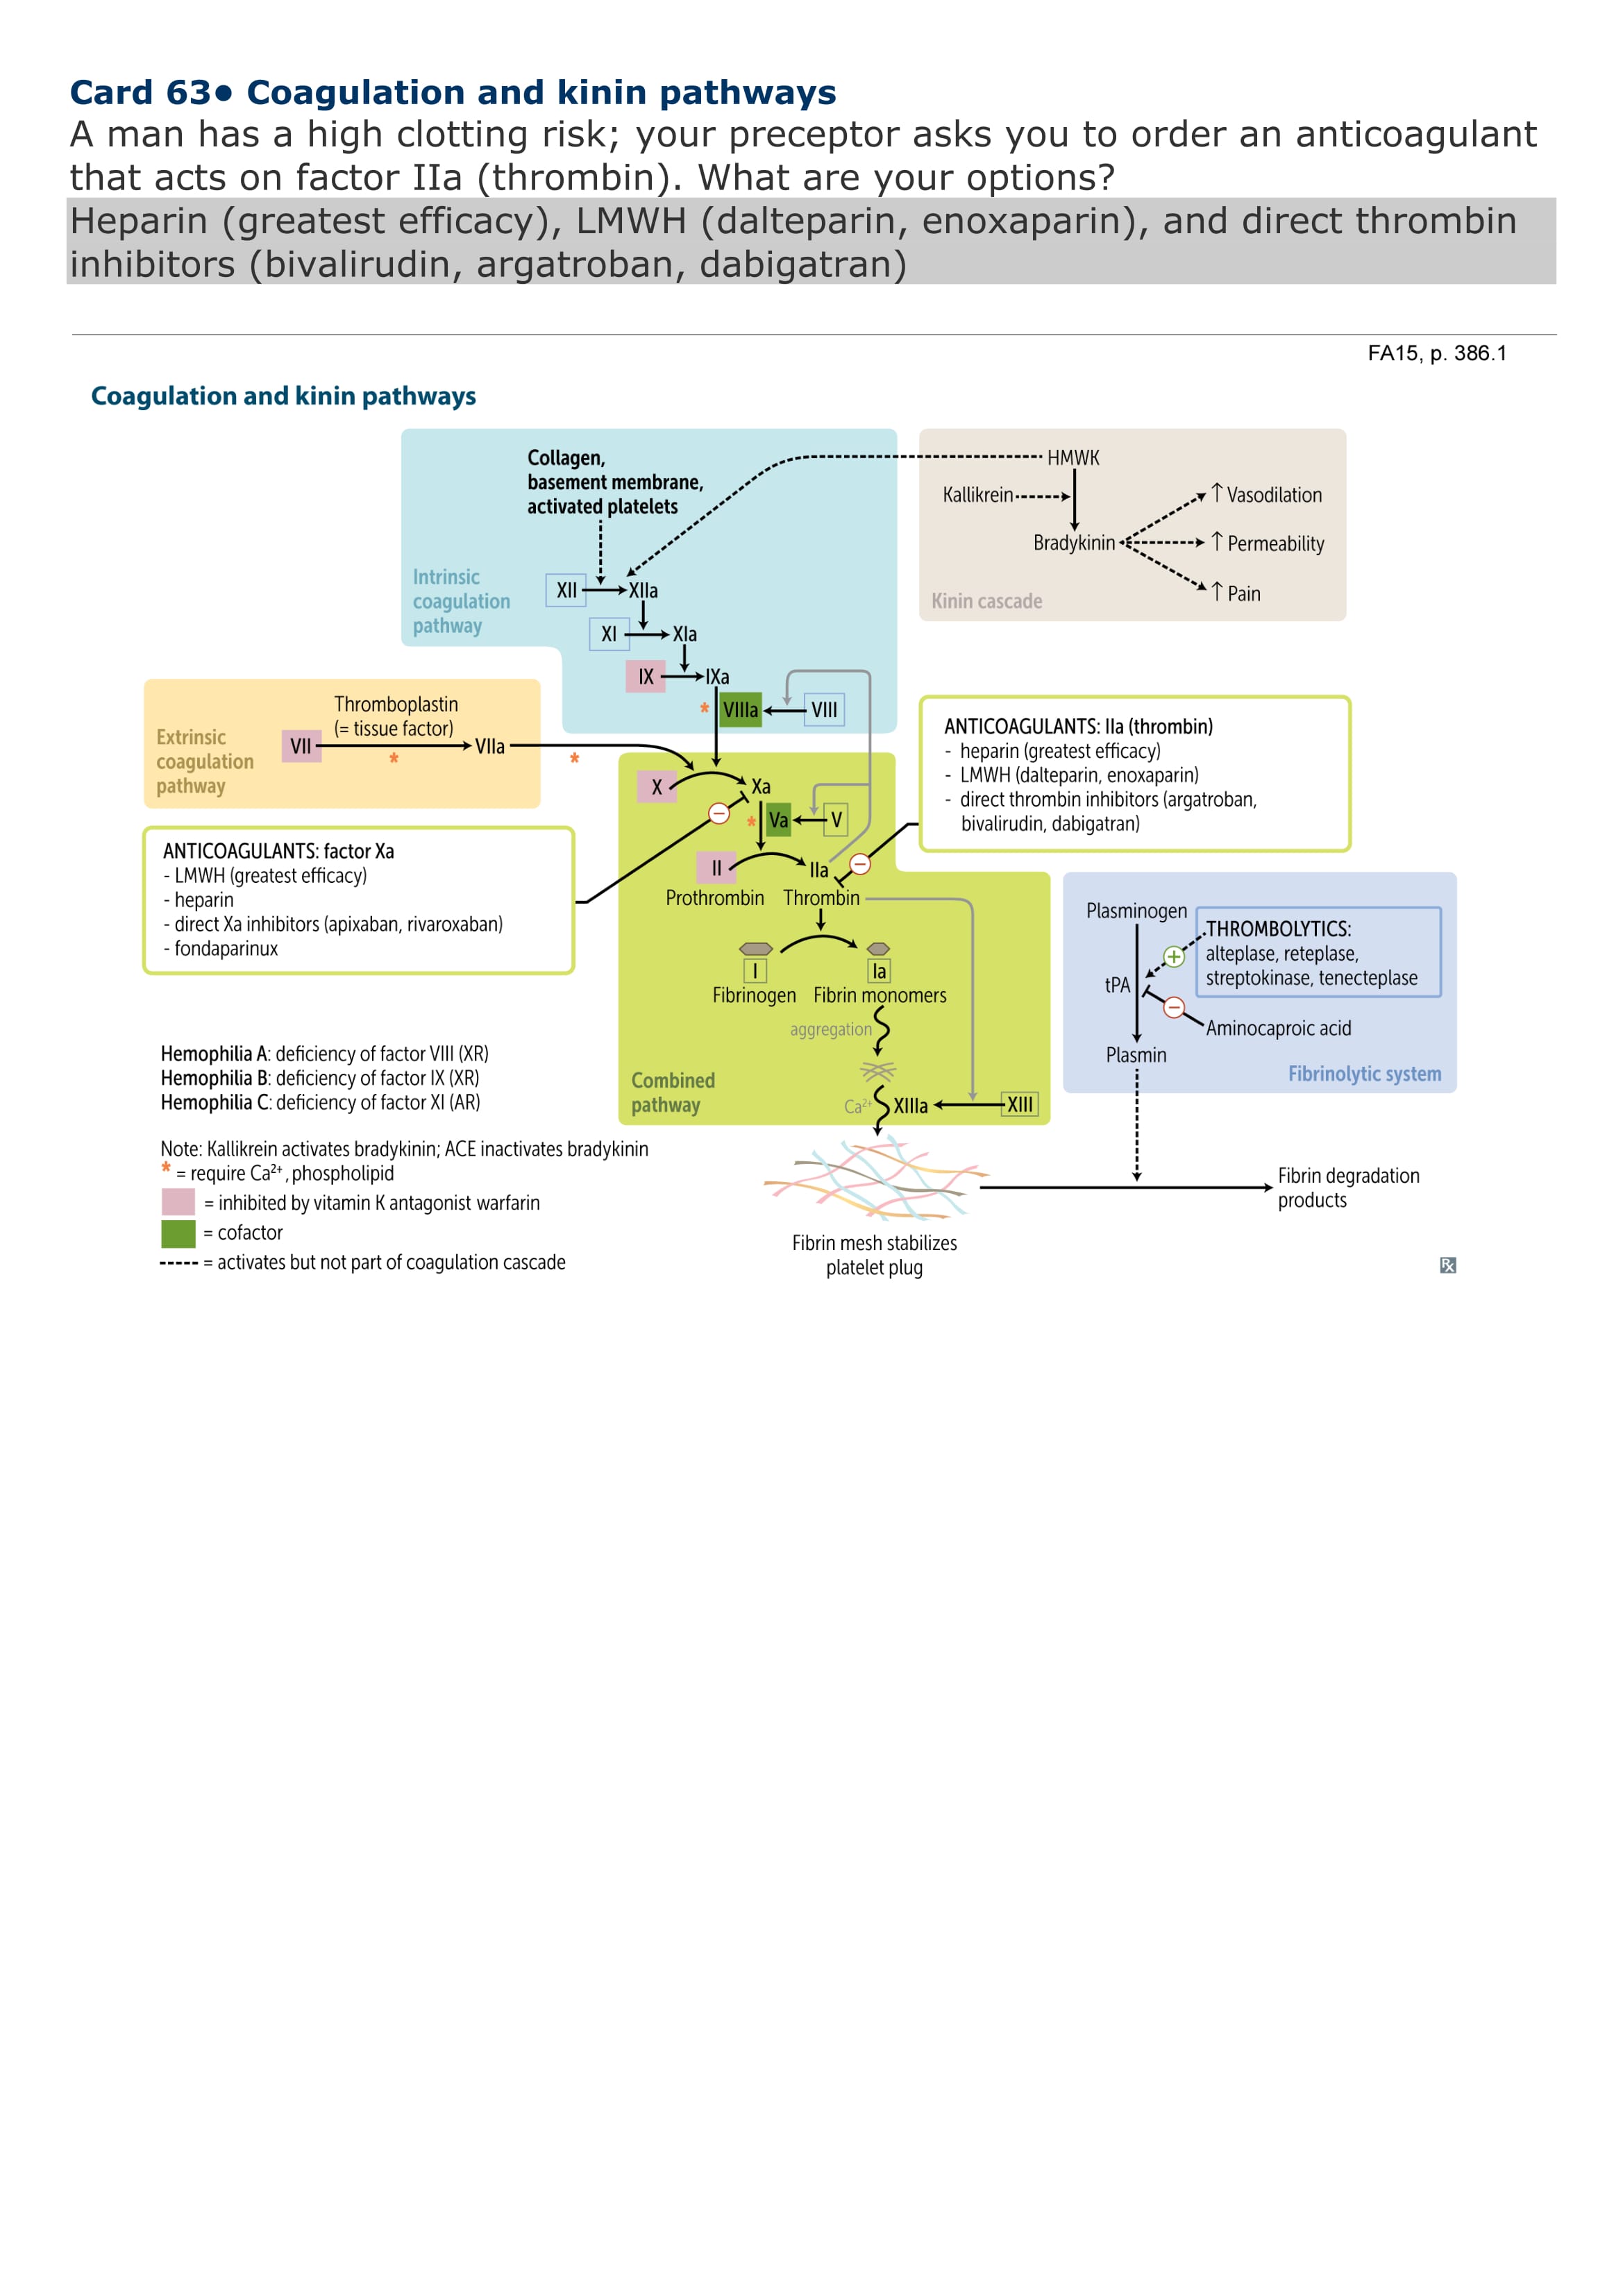 Card 63● Coagulation and kinin pathways
A man has a high clotting risk; your preceptor asks you to order an anticoagulant
that acts on factor IIa (thrombin). What are your options?
Heparin (greatest efficacy), LMWH (dalteparin, enoxaparin), and direct thrombin
inhibitors (bivalirudin, argatroban, dabigatran)
FA15, p. 386.1
Coagulation and kinin pathways
Collagen,
basement membrane,
activated platelets
Intrinsic
coagulation
pathway
XII
XIIa
XI
XIa
IX
IXa
*
VIIIa
VIII
HMWK
Kallikrein
Bradykinin
↑ Vasodilation
↑ Permeability
↑ Pain
Kinin cascade
Extrinsic
coagulation
pathway
Thromboplastin
(= tissue factor)
VII
VIIa
*
*
X
Xa
−
*
Va
V
II
IIa
−
Prothrombin
Thrombin
I
Ia
Fibrinogen
Fibrin monomers
aggregation
Ca²⁺
XIIIa
XIII
Combined
pathway
ANTICOAGULANTS: IIa (thrombin)
- heparin (greatest efficacy)
- LMWH (dalteparin, enoxaparin)
- direct thrombin inhibitors (argatroban,
bivalirudin, dabigatran)
ANTICOAGULANTS: factor Xa
- LMWH (greatest efficacy)
- heparin
- direct Xa inhibitors (apixaban, rivaroxaban)
- fondaparinux
Plasminogen
THROMBOLYTICS:
alteplase, reteplase,
streptokinase, tenecteplase
+
tPA
−
Aminocaproic acid
Plasmin
Fibrinolytic system
Hemophilia A: deficiency of factor VIII (XR)
Hemophilia B: deficiency of factor IX (XR)
Hemophilia C: deficiency of factor XI (AR)
Note: Kallikrein activates bradykinin; ACE inactivates bradykinin
* = require Ca²⁺, phospholipid
= inhibited by vitamin K antagonist warfarin
= cofactor
= activates but not part of coagulation cascade
Fibrin mesh stabilizes
platelet plug
Fibrin degradation
products
Rx